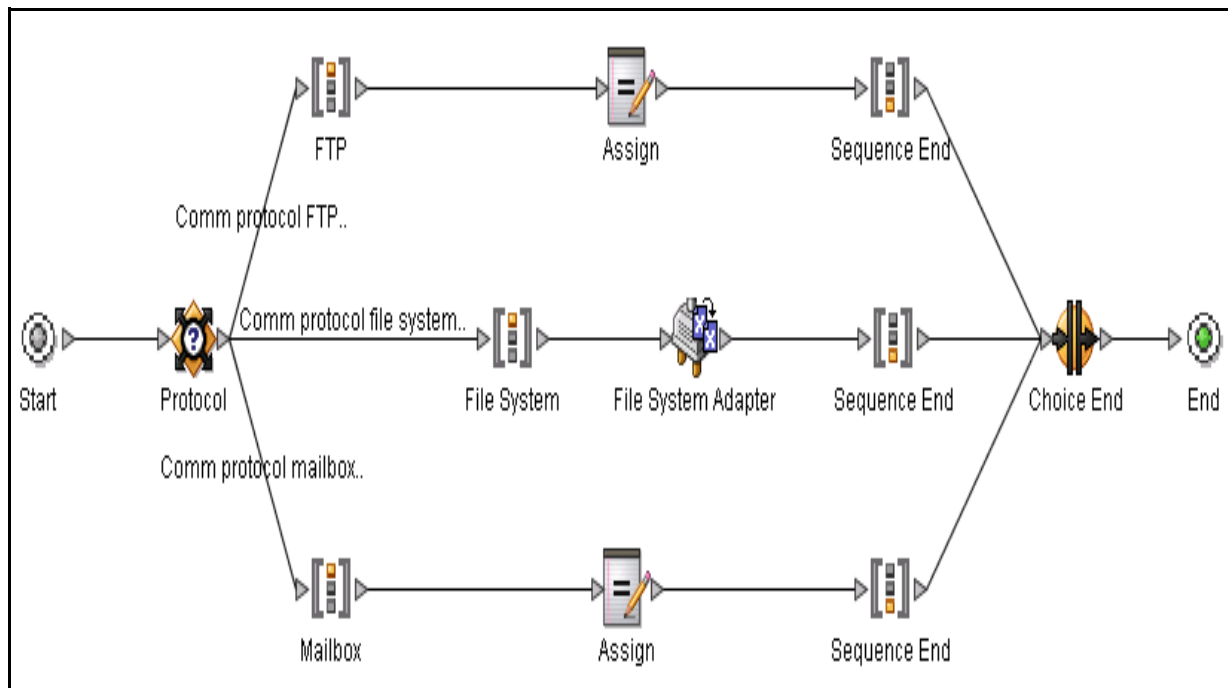 FTP
Assign
Sequence End
Comm protocol FTP..
Comm protocol file system..
Start
Protocol
File System
File System Adapter
Sequence End
Choice End
End
Comm protocol mailbox..
Mailbox
Assign
Sequence End